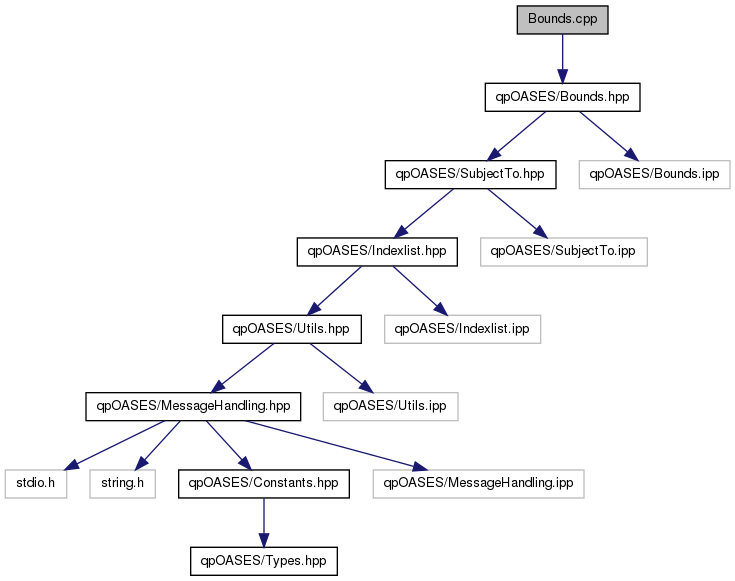 Bounds.cpp
qpOASES/Bounds.hpp
qpOASES/SubjectTo.hpp
qpOASES/Bounds.ipp
qpOASES/Indexlist.hpp
qpOASES/SubjectTo.ipp
qpOASES/Utils.hpp
qpOASES/Indexlist.ipp
qpOASES/MessageHandling.hpp
qpOASES/Utils.ipp
stdio.h
string.h
qpOASES/Constants.hpp
qpOASES/MessageHandling.ipp
qpOASES/Types.hpp